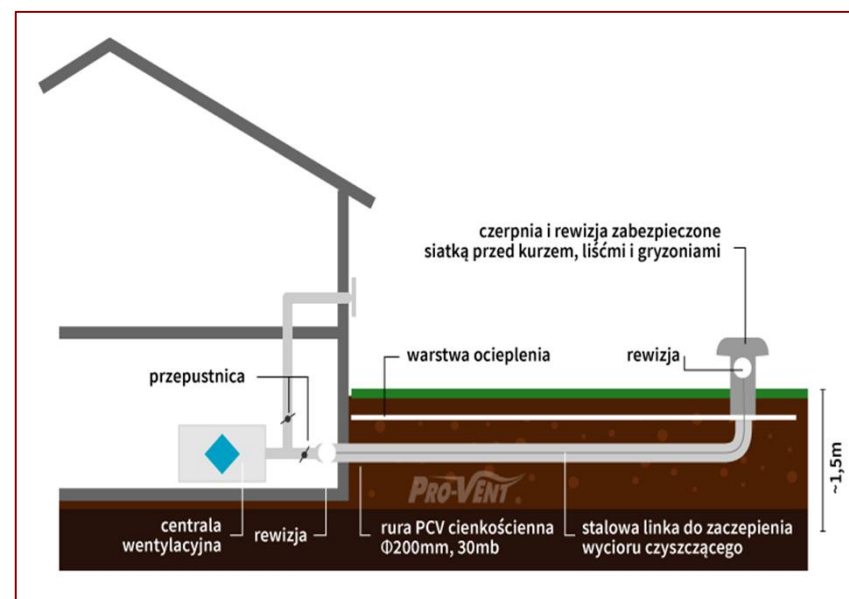 czerpnia i rewizja zabezpieczone
siatką przed kurzem, liśćmi i gryzoniami
warstwa ocieplenia
rewizja
przepustnica
~1,5m
PRO-VENT
centrala
wentylacyjna
rewizja
rura PCV cienkościenna
Φ200mm, 30mb
stalowa linka do zaczepienia
wycioru czyszczącego